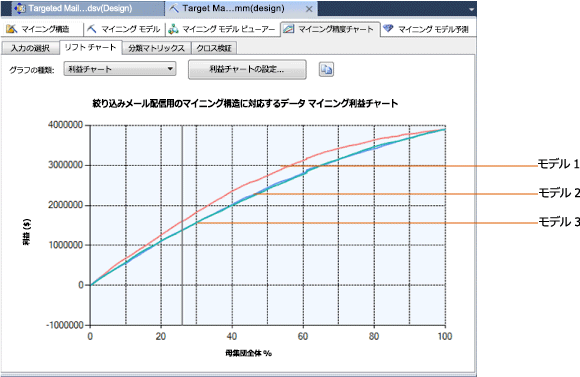 Targeted Mail...dsv(Design)
Target Ma...mm(design)
マイニング構造
マイニング モデル
マイニング モデル ビューアー
マイニング精度チャート
マイニング モデル予測
入力の選択
リフト チャート
分類マトリックス
クロス検証
グラフの種類:
利益チャート
利益チャートの設定...
絞り込みメール配信用のマイニング構造に対応するデータ マイニング利益チャート
4000000
3000000
2000000
1000000
0
-1000000
利益 ($)
0
20
40
60
80
100
母集団全体 %
モデル 1
モデル 2
モデル 3